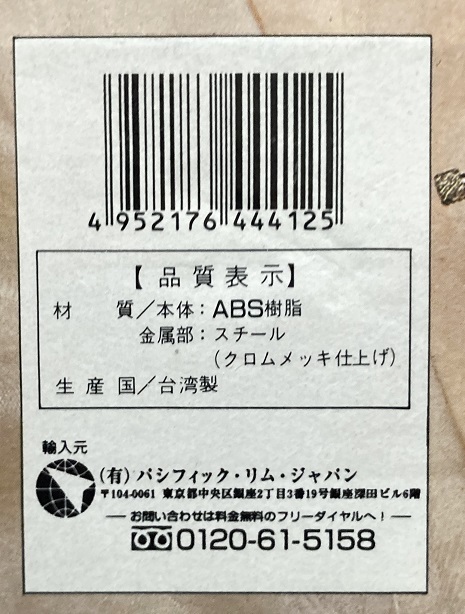 4 952176 444125
【品質表示】
材 質／本体：ABS樹脂
金属部：スチール
（クロムメッキ仕上げ）
生産国／台湾製
輸入元
(有) パシフィック・リム・ジャパン
〒104-0061 東京都中央区銀座2丁目3番19号銀座深田ビル6階
お問い合わせは料金無料のフリーダイヤルへ！
0120-61-5158